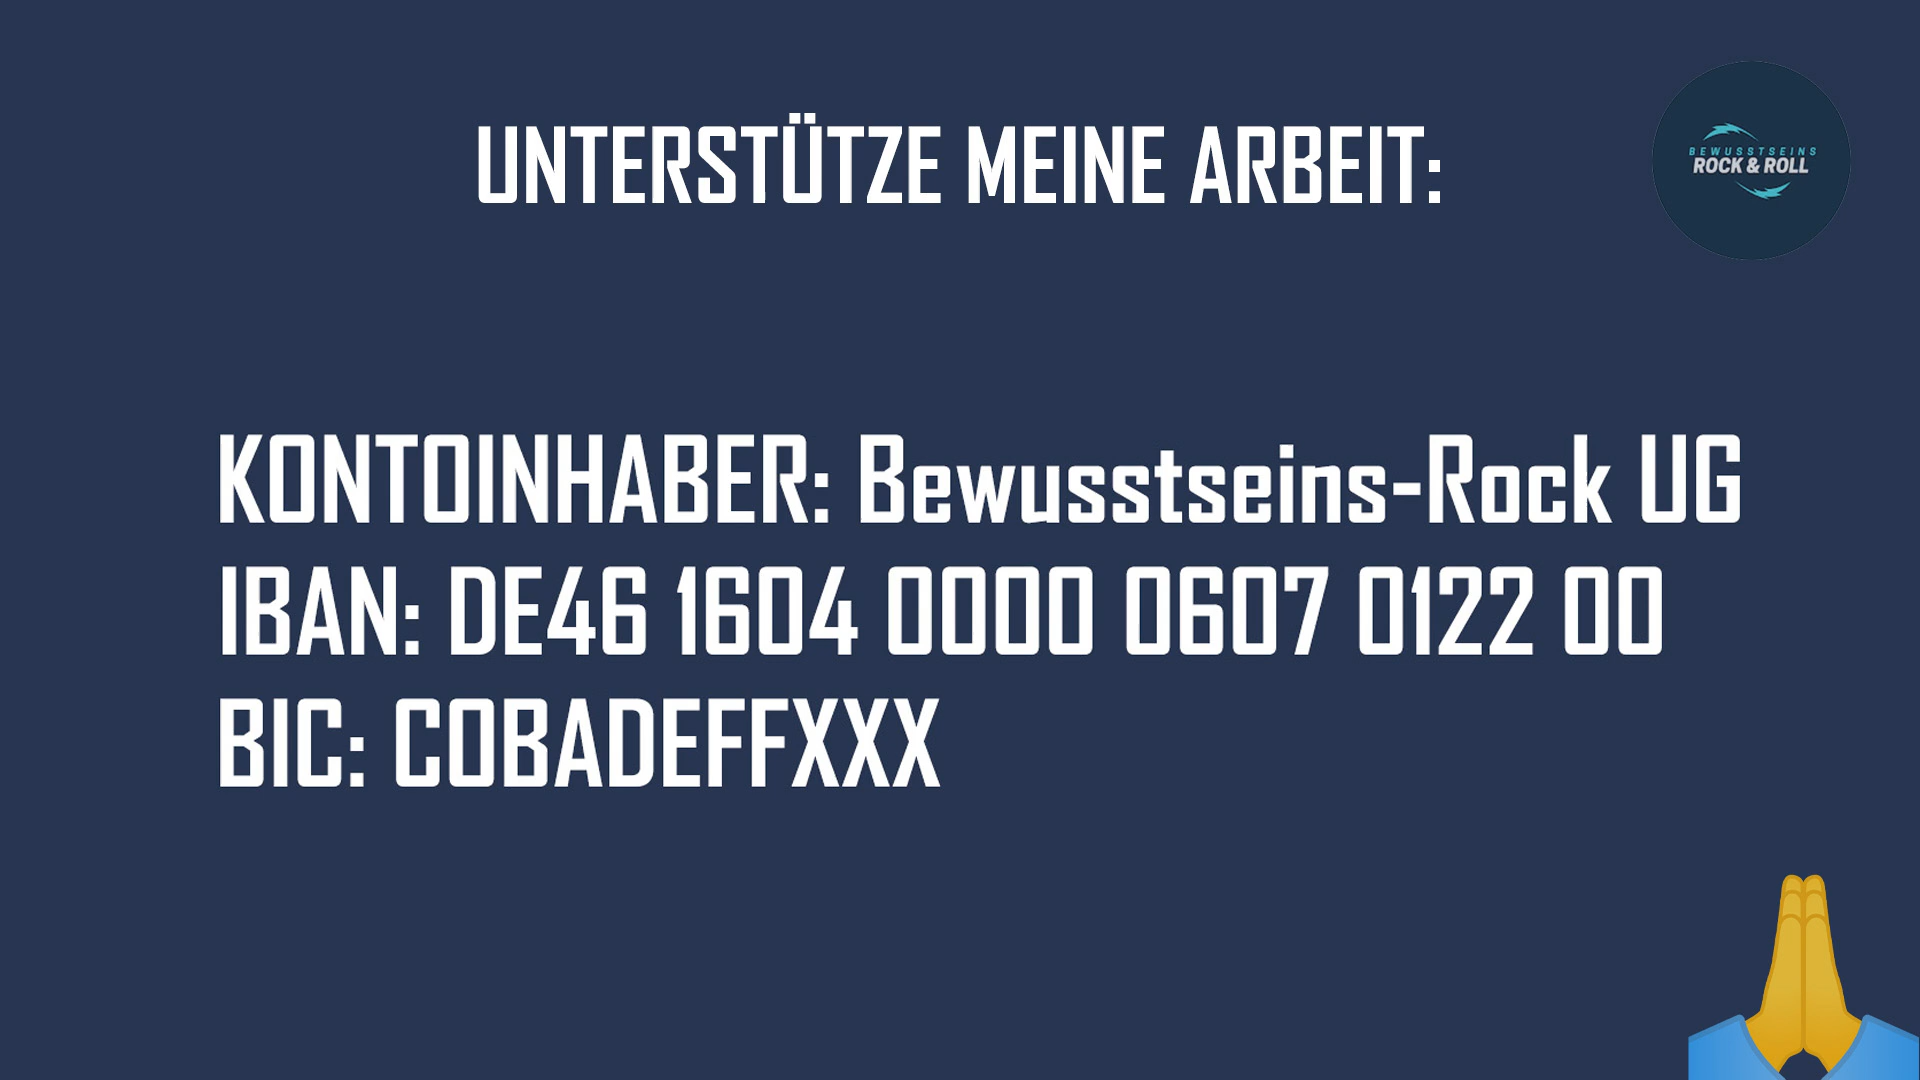 UNTERSTÜTZE MEINE ARBEIT:
BEWUSSTSEINS
ROCK & ROLL
KONTOINHABER: Bewusstseins-Rock UG
IBAN: DE46 1604 0000 0607 0122 00
BIC: COBADEFFXXX